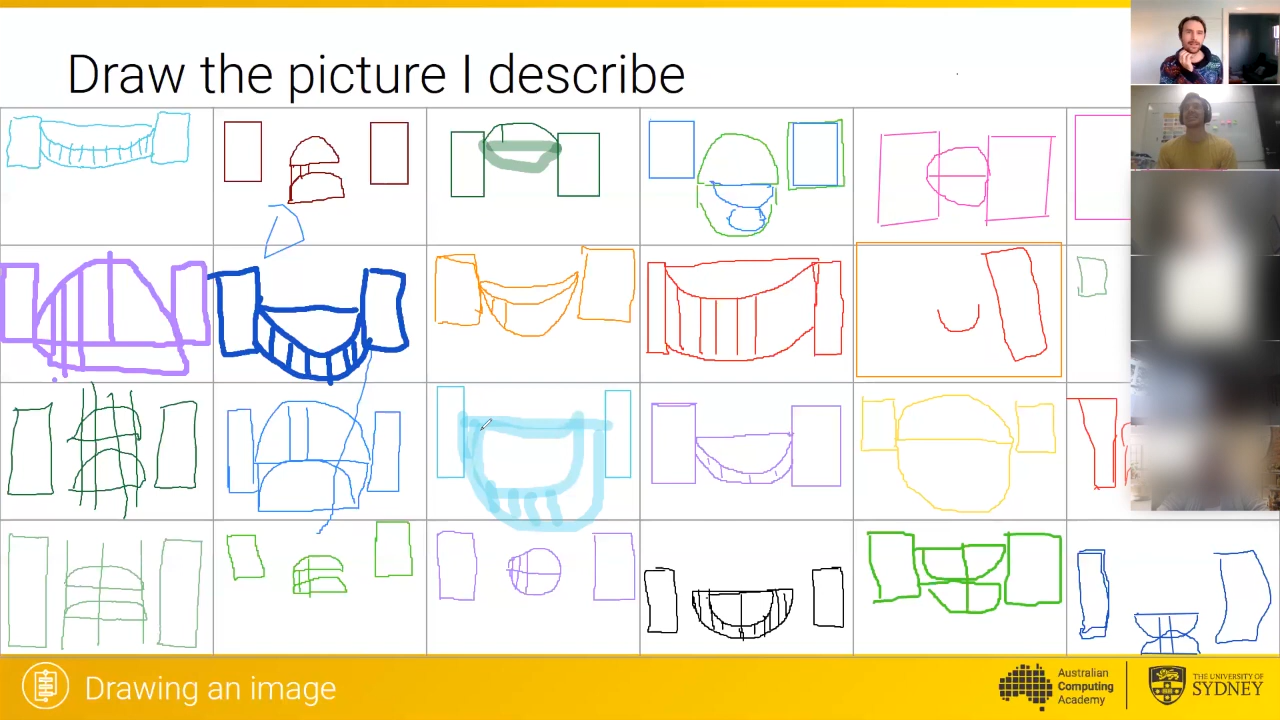 Draw the picture I describe
Drawing an image
Australian
Computing
Academy
THE UNIVERSITY OF
SYDNEY